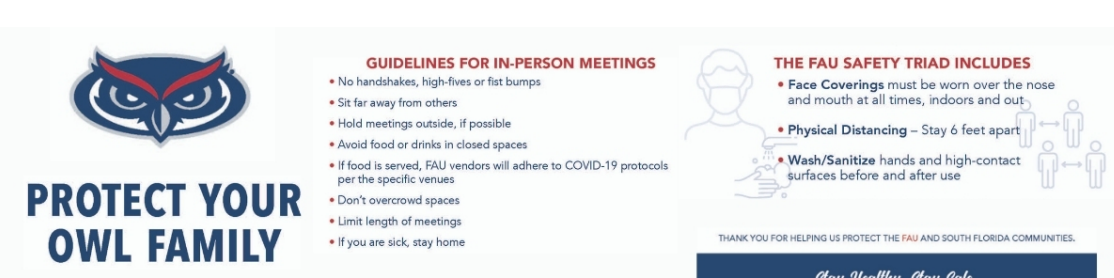 PROTECT YOUR
OWL FAMILY
GUIDELINES FOR IN-PERSON MEETINGS
• No handshakes, high-fives or fist bumps
• Sit far away from others
• Hold meetings outside, if possible
• Avoid food or drinks in closed spaces
• If food is served, FAU vendors will adhere to COVID-19 protocols
per the specific venues
• Don't overcrowd spaces
• Limit length of meetings
• If you are sick, stay home
THE FAU SAFETY TRIAD INCLUDES
• Face Coverings must be worn over the nose
and mouth at all times, indoors and out
• Physical Distancing – Stay 6 feet apart
• Wash/Sanitize hands and high-contact
surfaces before and after use
THANK YOU FOR HELPING US PROTECT THE FAU AND SOUTH FLORIDA COMMUNITIES.
Stay Healthy, Stay Safe